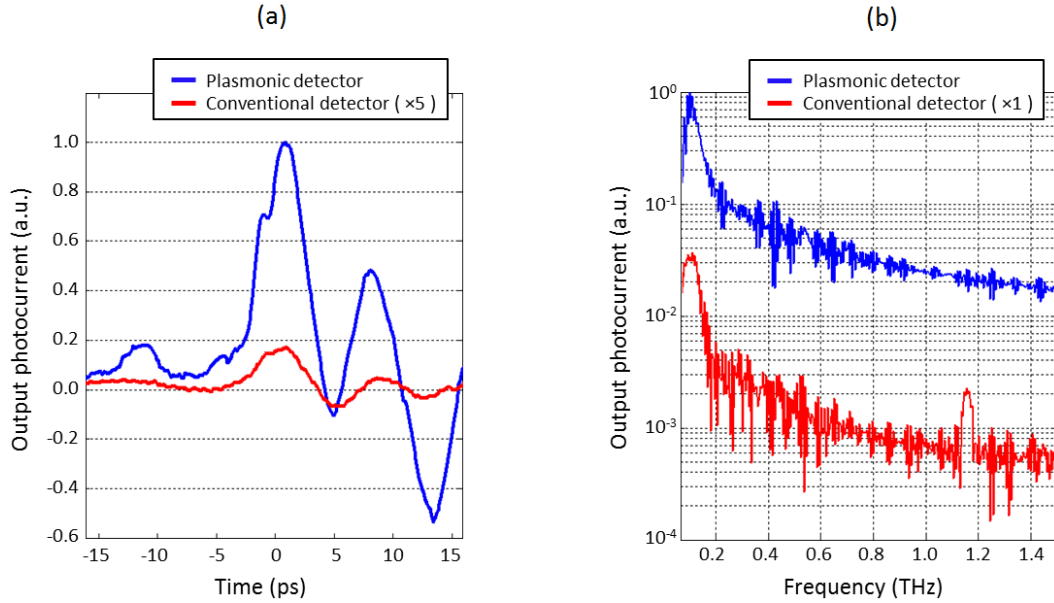 (a)
Plasmonic detector
Conventional detector ( ×5 )
Output photocurrent (a.u.)
1.0
0.8
0.6
0.4
0.2
0.0
-0.2
-0.4
-0.6
-15 -10 -5 0 5 10 15
Time (ps)
(b)
Plasmonic detector
Conventional detector ( ×1 )
Output photocurrent (a.u.)
10⁰
10⁻¹
10⁻²
10⁻³
10⁻⁴
0.2 0.4 0.6 0.8 1.0 1.2 1.4
Frequency (THz)